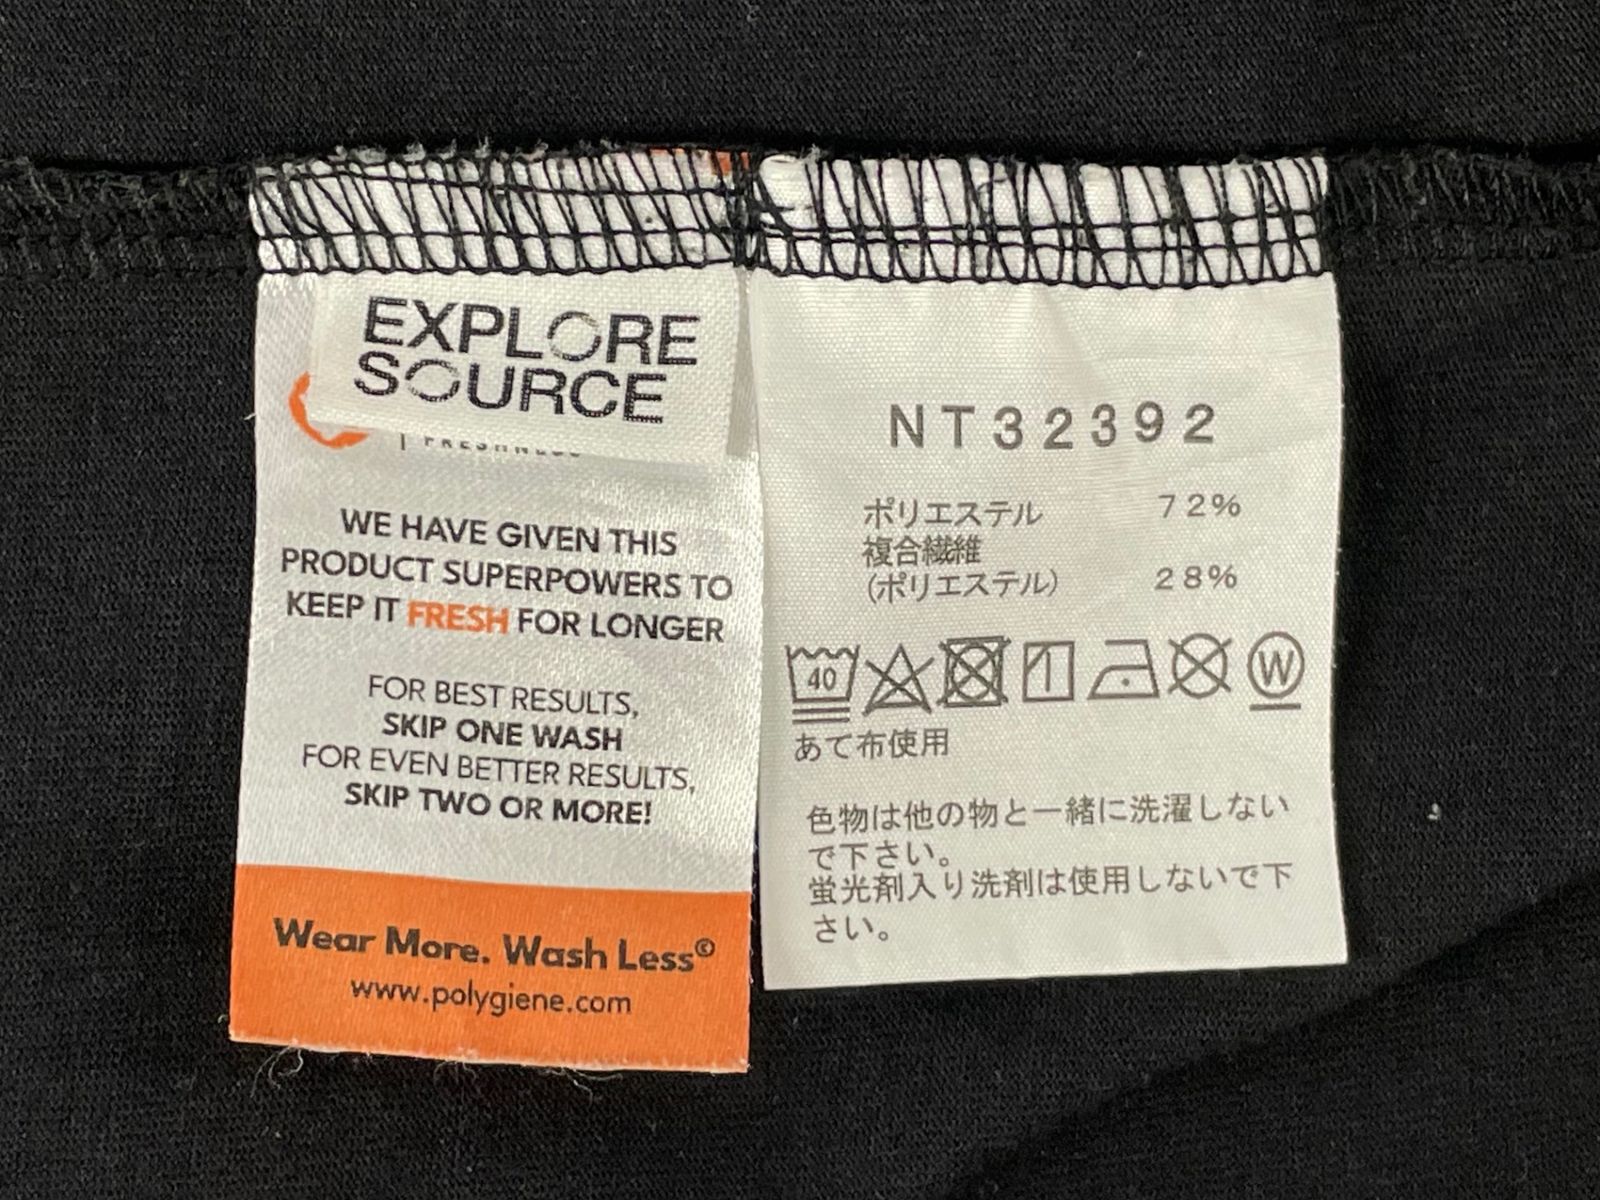 EXPLORE
SOURCE
FRESHNESS
WE HAVE GIVEN THIS
PRODUCT SUPERPOWERS TO
KEEP IT FRESH FOR LONGER
FOR BEST RESULTS,
SKIP ONE WASH
FOR EVEN BETTER RESULTS,
SKIP TWO OR MORE!
Wear More. Wash Less©
www.polygiene.com
NT32392
ポリエステル 72%
複合繊維
(ポリエステル) 28%
40
W
あて布使用
色物は他の物と一緒に洗濯しない
で下さい。
蛍光剤入り洗剤は使用しないで下
さい。